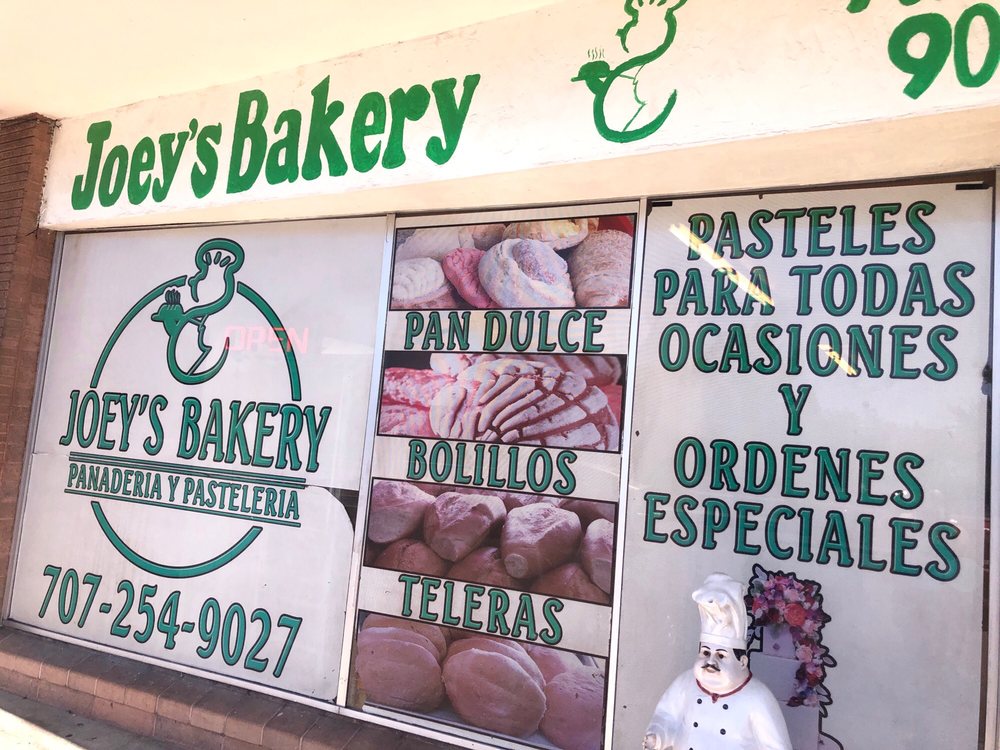 Joey's Bakery
90
OPEN
JOEY'S BAKERY
PANADERIA Y PASTELERIA
707-254-9027
PAN DULCE
BOLILLOS
TELERAS
PASTELES
PARA TODAS
OCASIONES
Y
ORDENES
ESPECIALES